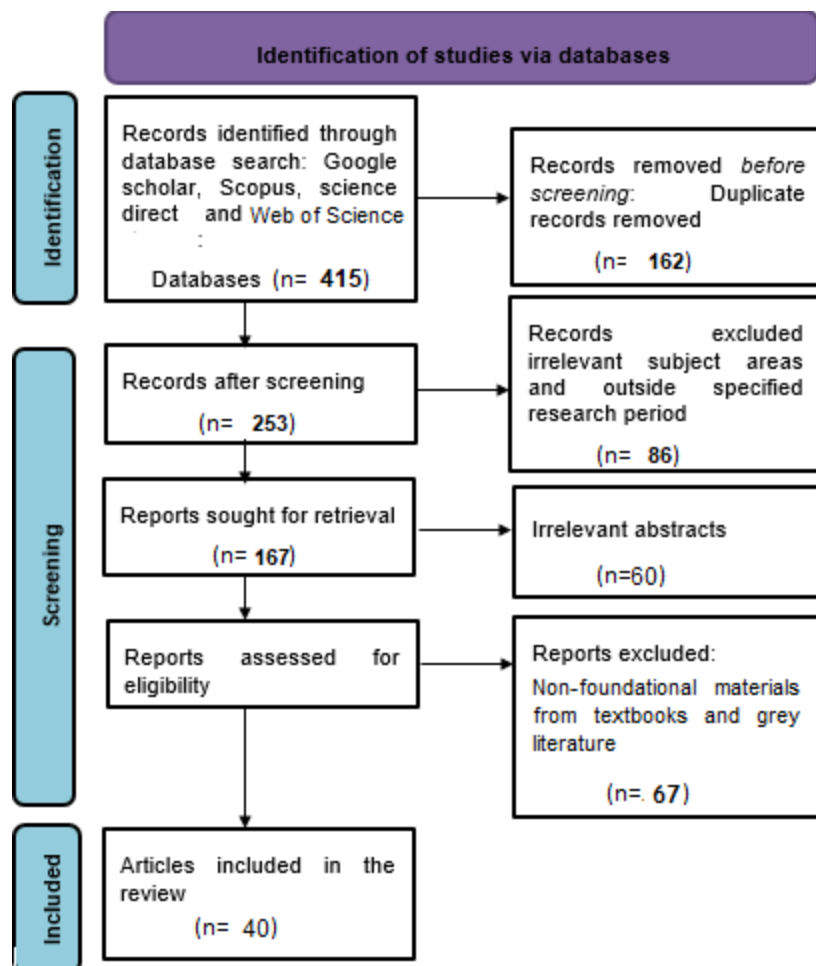 Identification of studies via databases
Identification
Records identified through
database search: Google
scholar, Scopus, science
direct and Web of Science
:
Databases (n= 415)
Records removed before
screening: Duplicate
records removed
(n= 162)
Screening
Records after screening
(n= 253)
Records excluded
irrelevant subject areas
and outside specified
research period
(n= 86)
Reports sought for retrieval
(n= 167)
Irrelevant abstracts
(n=60)
Reports assessed for
eligibility
Reports excluded:
Non-foundational materials
from textbooks and grey
literature
(n=. 67)
Included
Articles included in the
review
(n= 40)